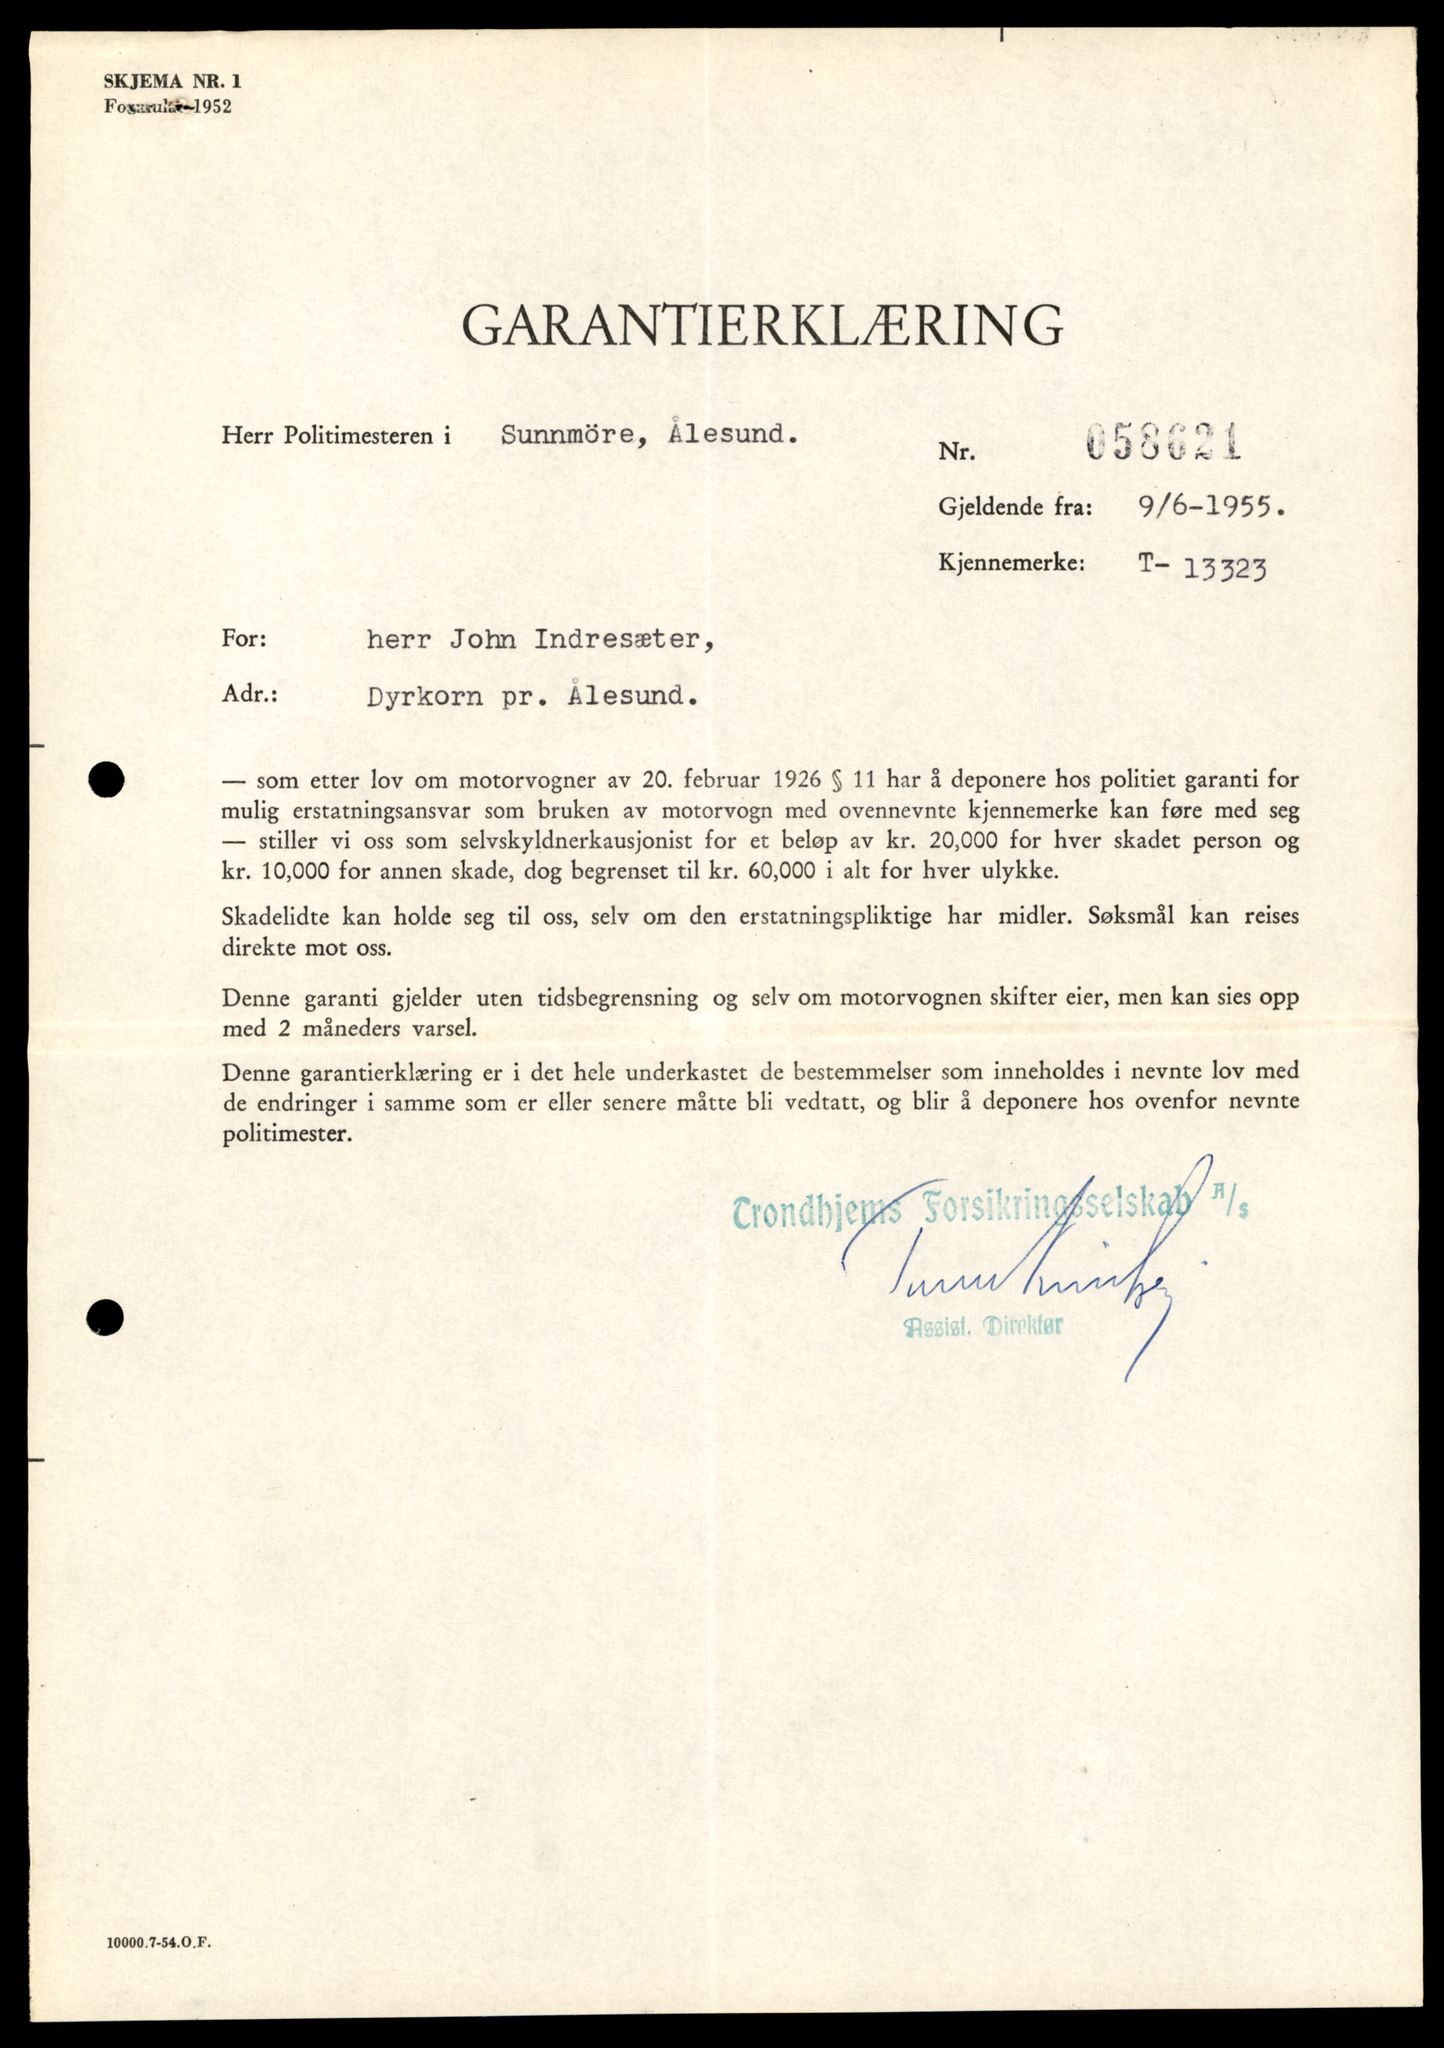 SKJEMA NR. 1
Formular 1952
GARANTIERKLÆRING
Herr Politimesteren i Sunnmöre, Ålesund.
Nr. 058621
Gjeldende fra: 9/6-1955.
Kjennemerke: T- 13323
For: herr John Indresæter,
Adr.: Dyrkorn pr. Ålesund.
— som etter lov om motorvogner av 20. februar 1926 § 11 har å deponere hos politiet garanti for
mulig erstatningsansvar som bruken av motorvogn med ovennevnte kjennemerke kan føre med seg
— stiller vi oss som selvskyldnerkausjonist for et beløp av kr. 20,000 for hver skadet person og
kr. 10,000 for annen skade, dog begrenset til kr. 60,000 i alt for hver ulykke.
Skadelidte kan holde seg til oss, selv om den erstatningspliktige har midler. Søksmål kan reises
direkte mot oss.
Denne garanti gjelder uten tidsbegrensning og selv om motorvognen skifter eier, men kan sies opp
med 2 måneders varsel.
Denne garantierklæring er i det hele underkastet de bestemmelser som inneholdes i nevnte lov med
de endringer i samme som er eller senere måtte bli vedtatt, og blir å deponere hos ovenfor nevnte
politimester.
Trondhjems Forsikringsselskab A/s
Assist. Direktør
10000.7-54.O.F.